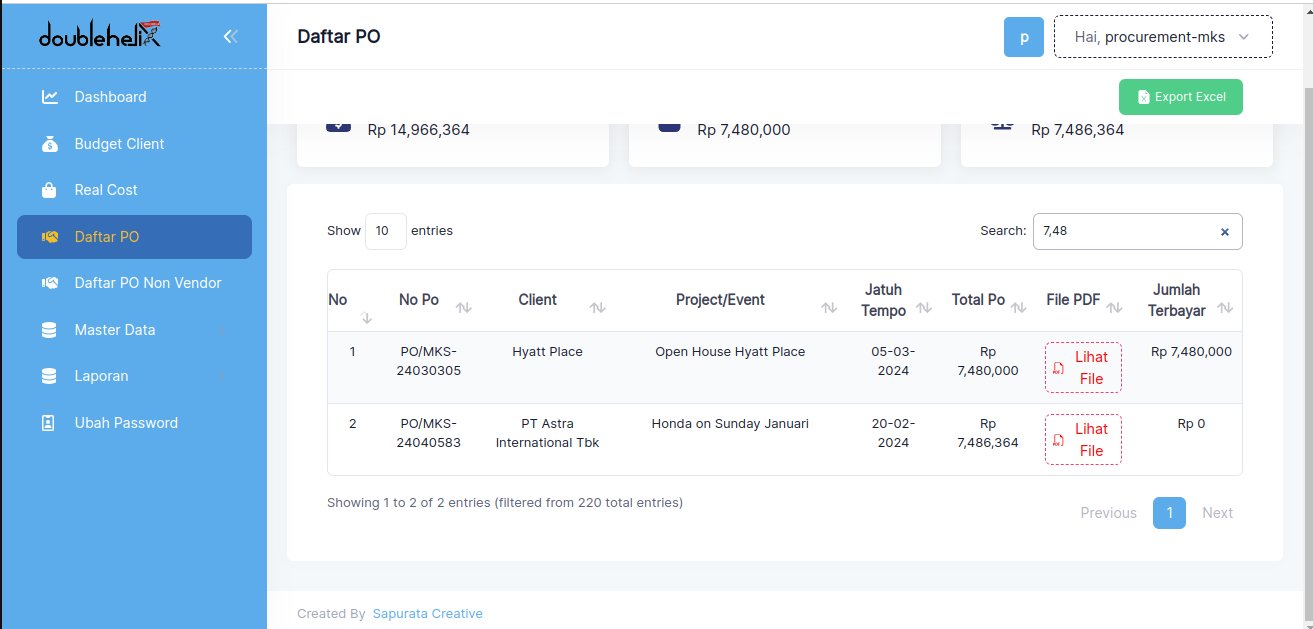 doublehelix
Daftar PO
p
Hai, procurement-mks
Export Excel
Dashboard
Budget Client
Real Cost
Daftar PO
Daftar PO Non Vendor
Master Data
Laporan
Ubah Password
Rp 14,966,364
Rp 7,480,000
Rp 7,486,364
Show 10 entries
Search: 7,48 ×
No
No Po
Client
Project/Event
Jatuh
Tempo
Total Po
File PDF
Jumlah
Terbayar
1
PO/MKS-
24030305
Hyatt Place
Open House Hyatt Place
05-03-
2024
Rp
7,480,000
Lihat
File
Rp 7,480,000
2
PO/MKS-
24040583
PT Astra
International Tbk
Honda on Sunday Januari
20-02-
2024
Rp
7,486,364
Lihat
File
Rp 0
Showing 1 to 2 of 2 entries (filtered from 220 total entries)
Previous
1
Next
Created By Sapurata Creative